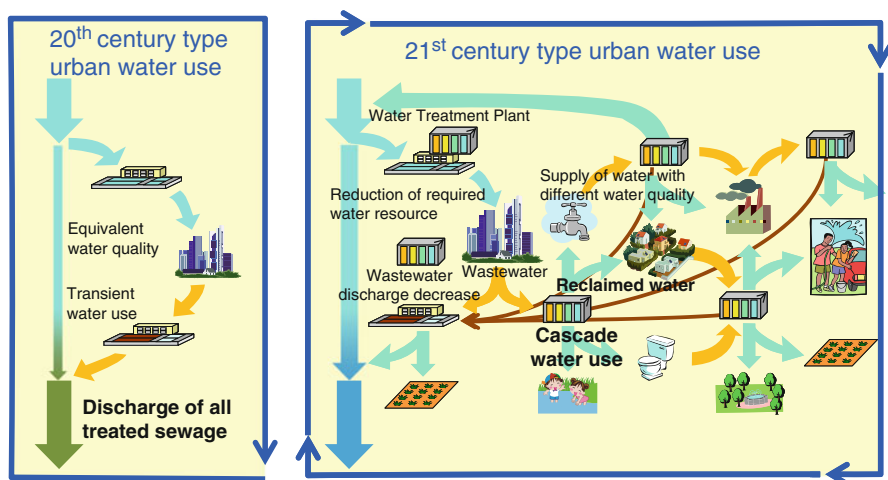 20th century type
urban water use
Equivalent
water quality
Transient
water use
Discharge of all
treated sewage
21st century type urban water use
Water Treatment Plant
Reduction of required
water resource
Supply of water with
different water quality
Wastewater
Wastewater
discharge decrease
Reclaimed water
Cascade
water use